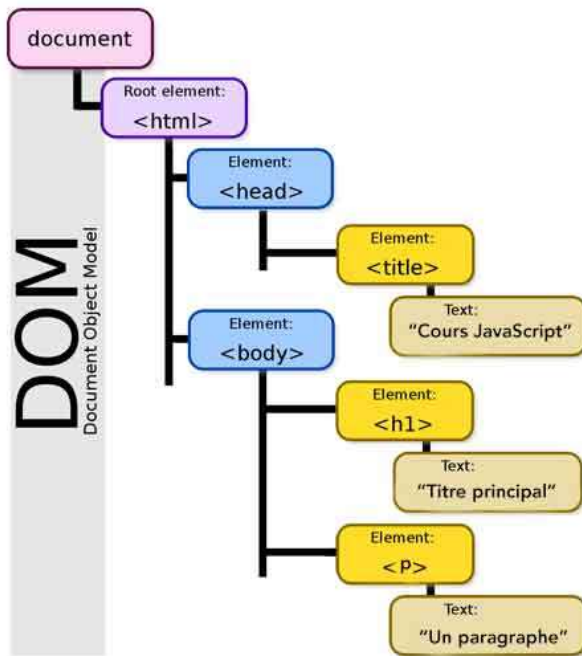 document
Root element:
<html>
Element:
<head>
Element:
<title>
Text:
“Cours JavaScript”
Element:
<body>
Element:
<h1>
Text:
“Titre principal”
Element:
<P>
Text:
“Un paragraphe”
DOM
Document Object Model